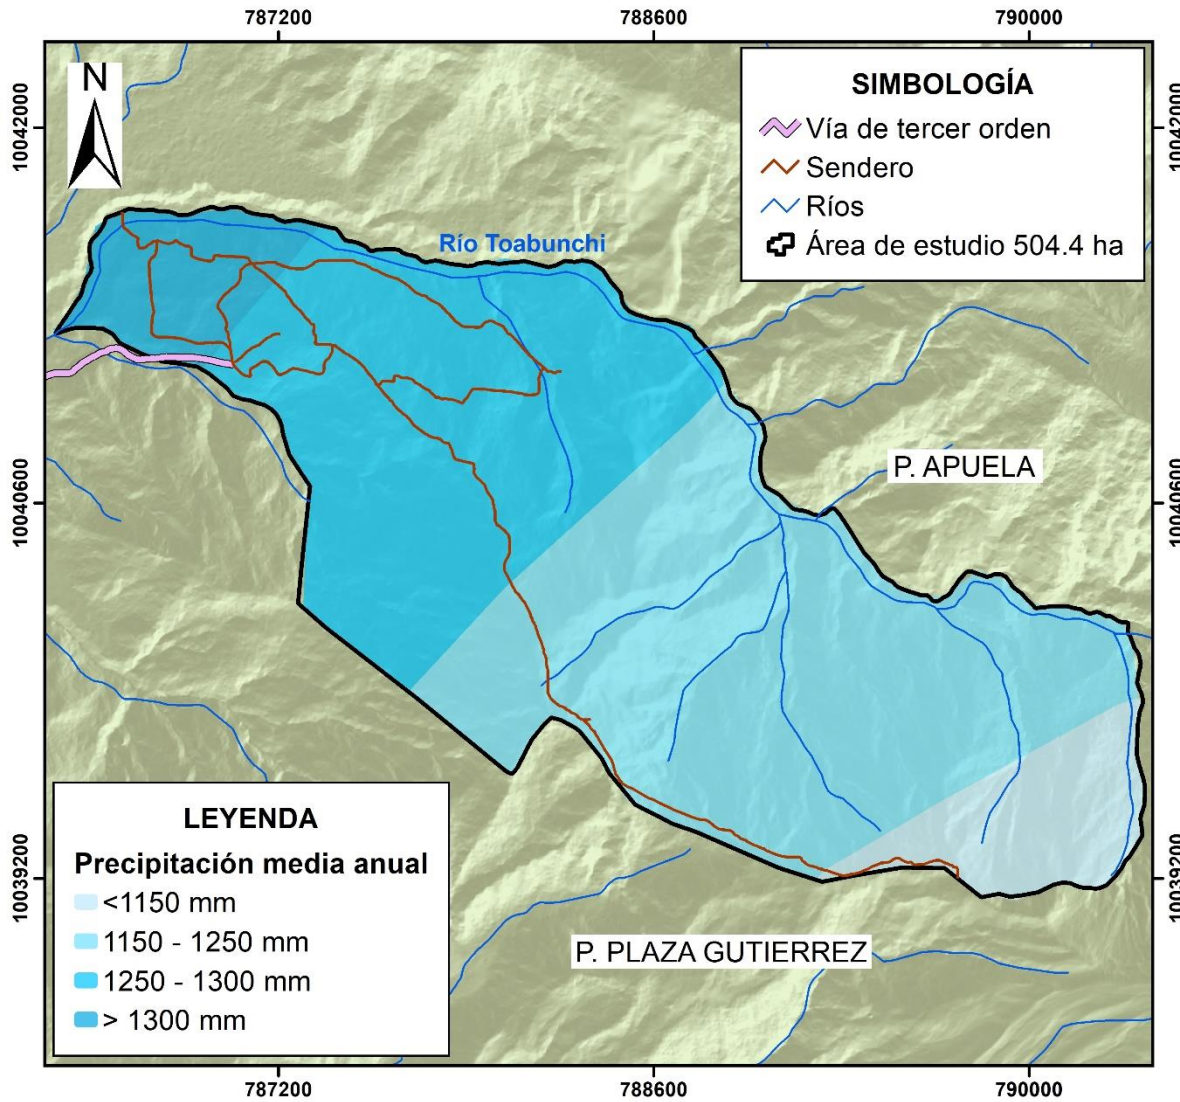 787200 788600 790000
N
SIMBOLOGÍA
Vía de tercer orden
Sendero
Ríos
Área de estudio 504.4 ha
10042000 10042000
Río Toabunchi
P. APUELA
10040600 10040600
LEYENDA
Precipitación media anual
<1150 mm
1150 - 1250 mm
1250 - 1300 mm
> 1300 mm
10039200 10039200
P. PLAZA GUTIERREZ
787200 788600 790000